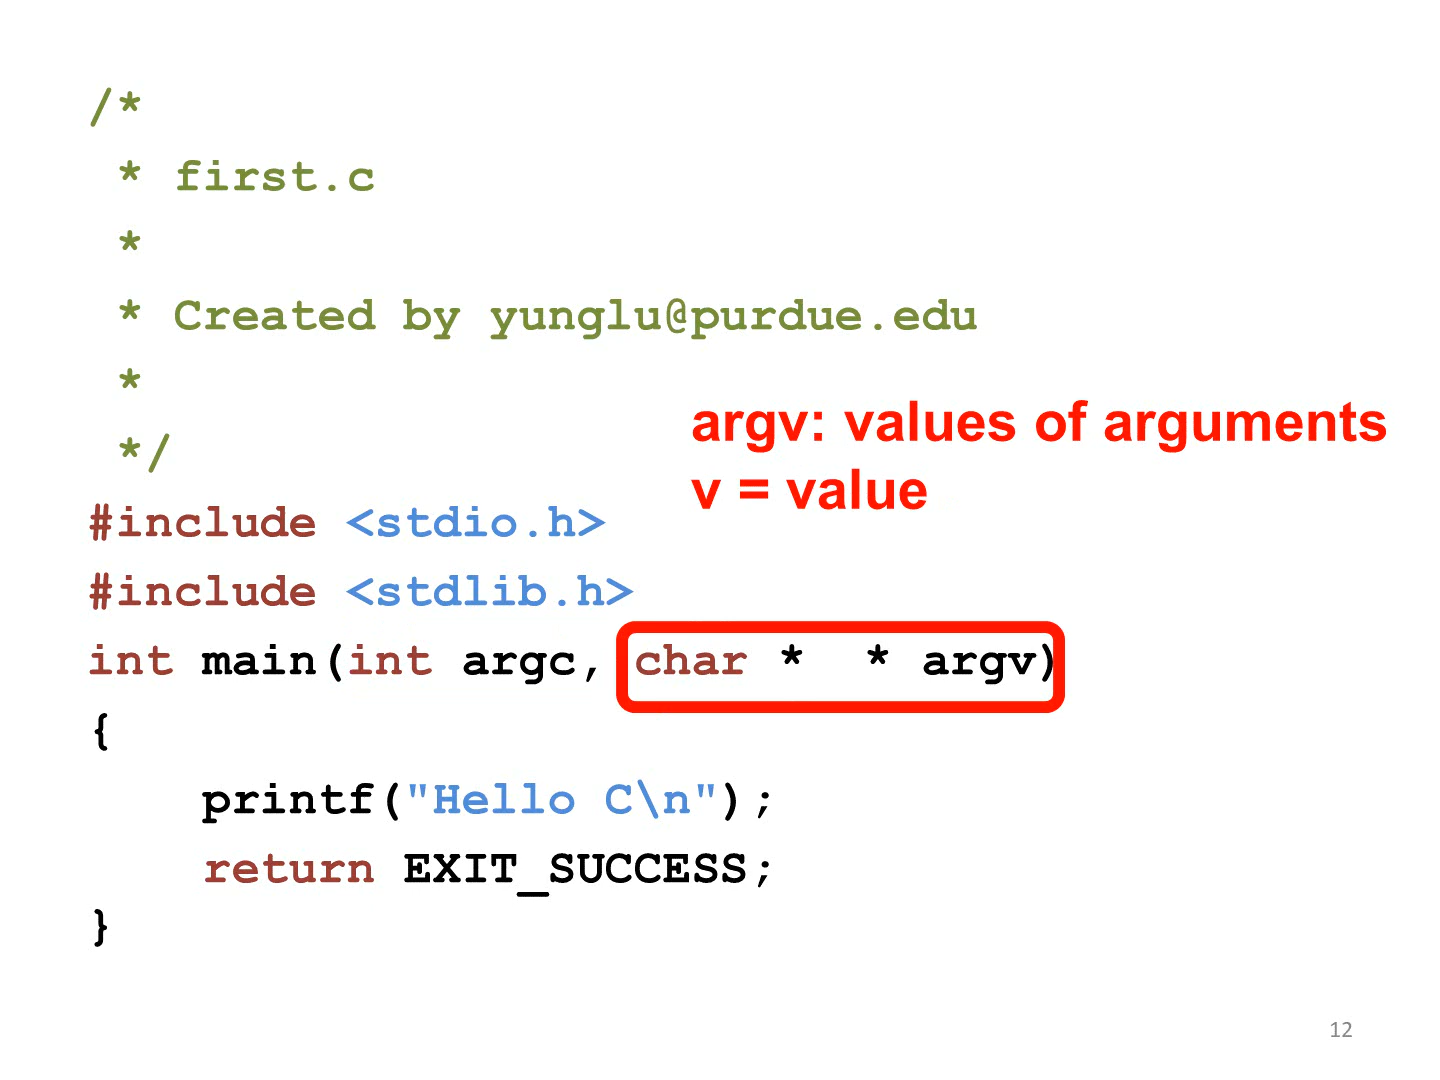 /*
 * first.c
 *
 * Created by yunglu@purdue.edu
 *
 */
argv: values of arguments
v = value
#include <stdio.h>
#include <stdlib.h>
int main(int argc, char *  * argv)
{
    printf("Hello C\n");
    return EXIT_SUCCESS;
}
12